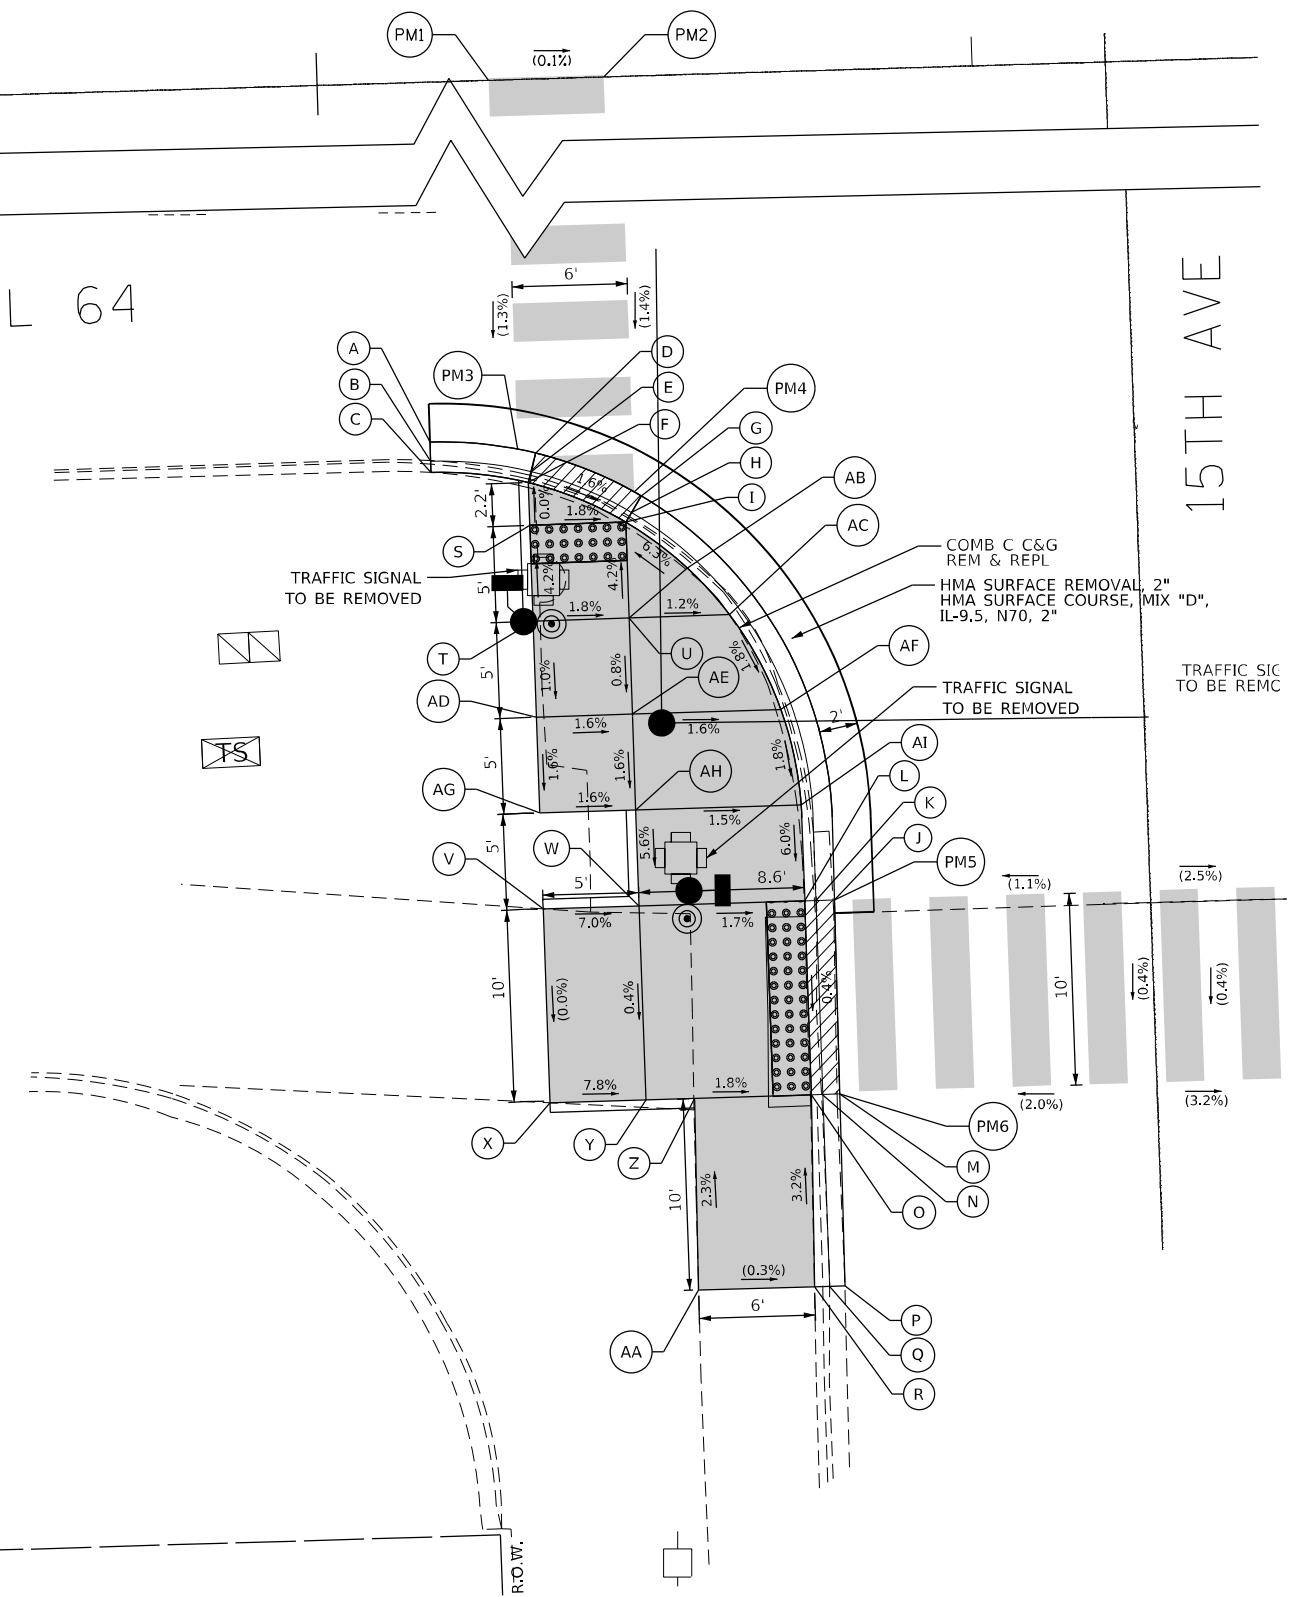 PM1
PM2
(0.1%)
L 64
15TH AVE
6'
(1.3%)
(1.4%)
A
B
C
PM3
D
E
F
PM4
G
H
I
AB
AC
2.2'
0.0%
1.6%
1.8%
6.3%
S
TRAFFIC SIGNAL
TO BE REMOVED
5'
4.2%
4.2%
1.8%
1.2%
COMB C C&G
REM & REPL
HMA SURFACE REMOVAL, 2"
HMA SURFACE COURSE, MIX "D",
IL-9.5, N70, 2"
T
U
AF
TRAFFIC SIG
TO BE REMC
5'
1.0%
0.8%
1.8%
AD
AE
TRAFFIC SIGNAL
TO BE REMOVED
1.6%
1.6%
2'
TS
5'
1.6%
1.6%
1.8%
AI
AG
AH
L
1.6%
1.5%
K
J
V
W
5'
5.6%
6.0%
PM5
5'
8.6'
(1.1%)
(2.5%)
7.0%
1.7%
10'
(0.0%)
0.4%
0.4%
10'
(0.4%)
(0.4%)
7.8%
1.8%
(2.0%)
(3.2%)
X
Y
Z
PM6
M
N
O
10'
2.3%
3.2%
(0.3%)
6'
AA
P
Q
R
R.O.W.